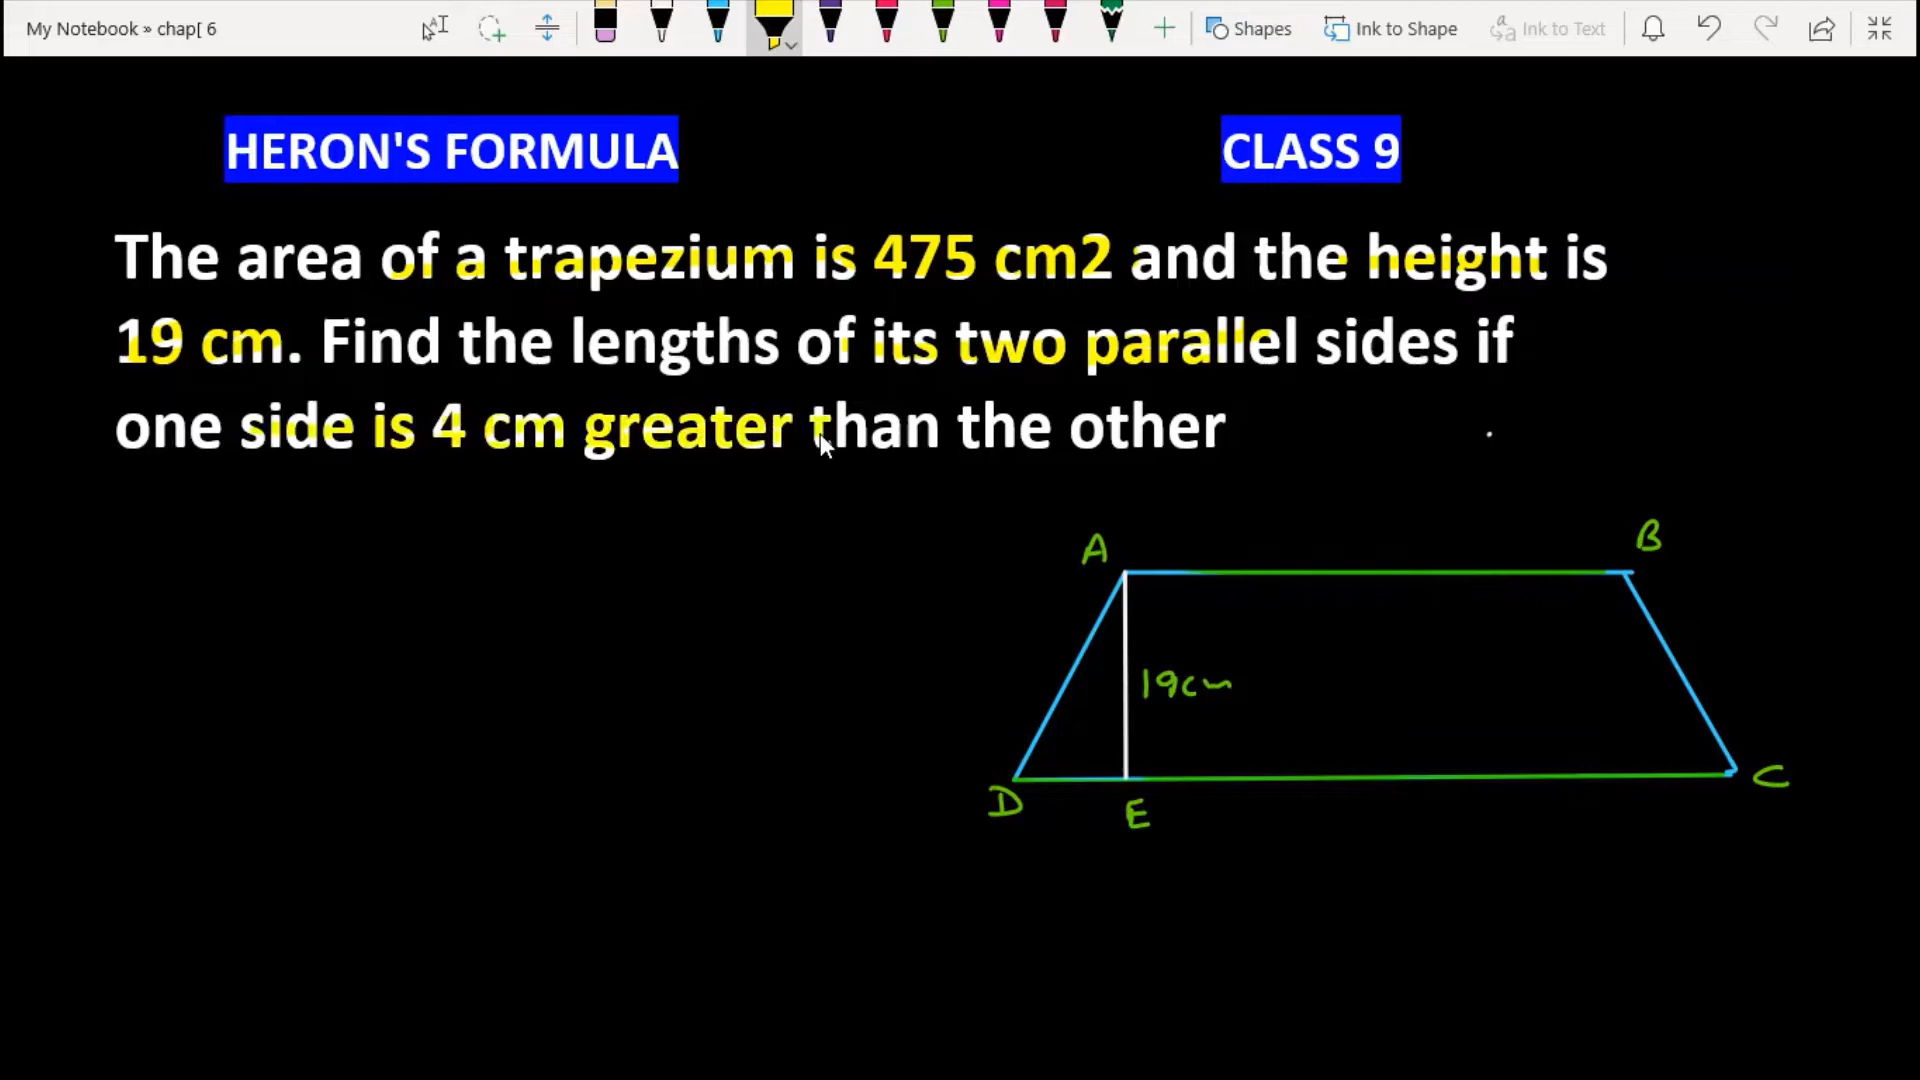 My Notebook » chap[ 6
Shapes
Ink to Shape
Ink to Text
HERON'S FORMULA
CLASS 9
The area of a trapezium is 475 cm2 and the height is
19 cm. Find the lengths of its two parallel sides if
one side is 4 cm greater than the other
A
B
19cm
D
E
C